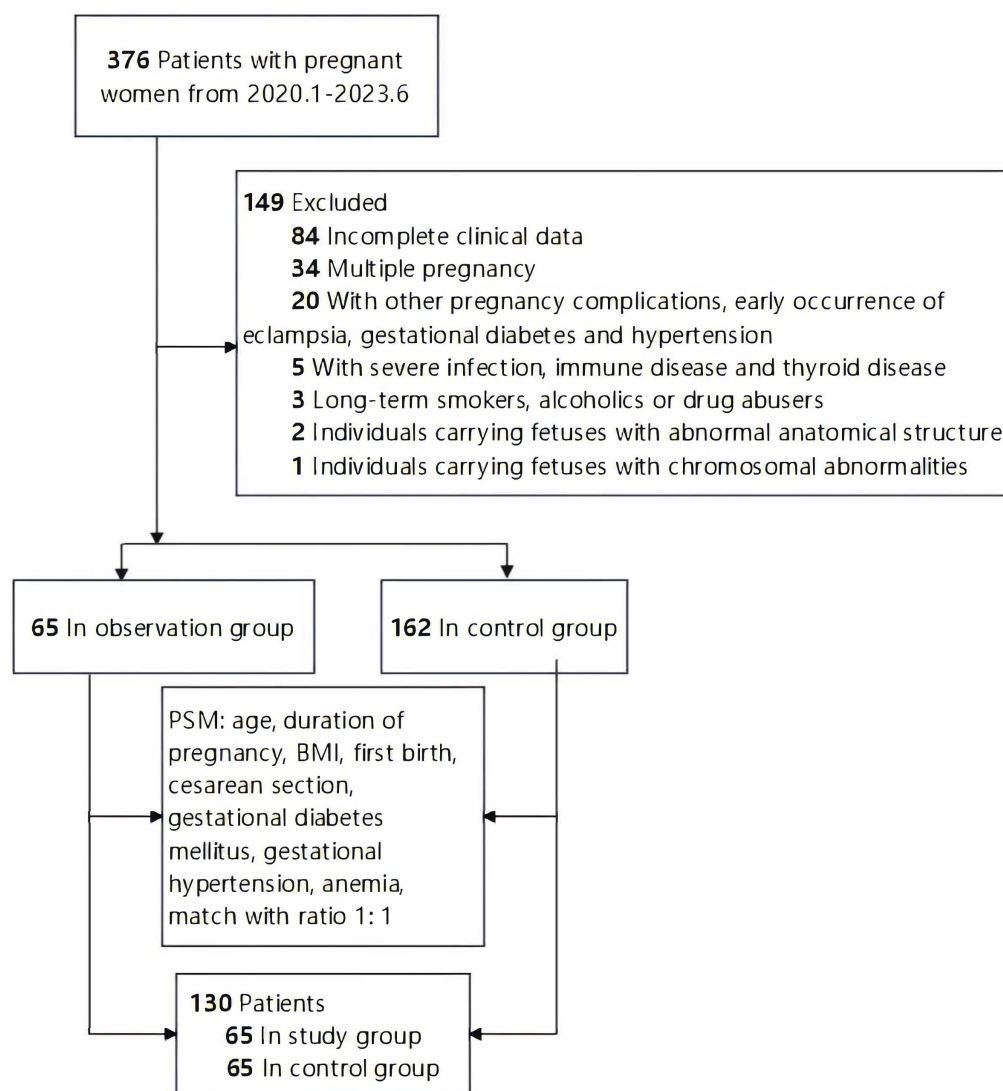 376 Patients with pregnant
women from 2020.1-2023.6
149 Excluded
84 Incomplete clinical data
34 Multiple pregnancy
20 With other pregnancy complications, early occurrence of
eclampsia, gestational diabetes and hypertension
5 With severe infection, immune disease and thyroid disease
3 Long-term smokers, alcoholics or drug abusers
2 Individuals carrying fetuses with abnormal anatomical structure
1 Individuals carrying fetuses with chromosomal abnormalities
65 In observation group
162 In control group
PSM: age, duration of
pregnancy, BMI, first birth,
cesarean section,
gestational diabetes
mellitus, gestational
hypertension, anemia,
match with ratio 1: 1
130 Patients
65 In study group
65 In control group